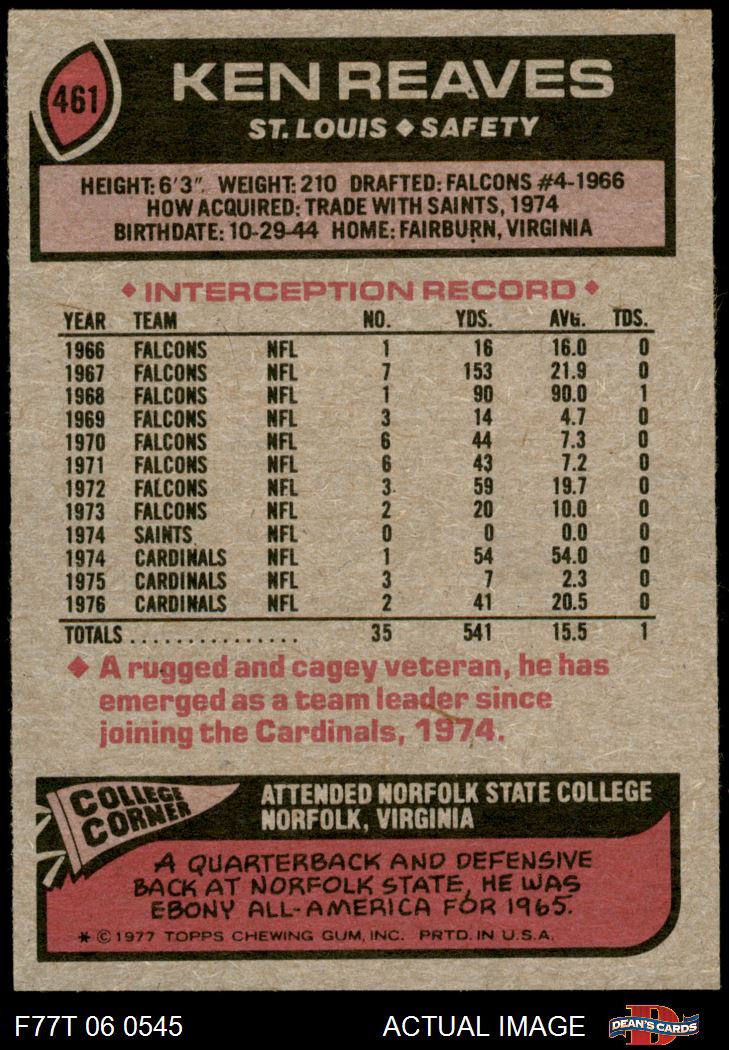 461
KEN REAVES
ST. LOUIS ◆ SAFETY
HEIGHT: 6'3". WEIGHT: 210 DRAFTED: FALCONS #4-1966
HOW ACQUIRED: TRADE WITH SAINTS, 1974
BIRTHDATE: 10-29-44 HOME: FAIRBURN, VIRGINIA
◆ INTERCEPTION RECORD ◆
YEAR TEAM NO. YDS. AVG. TDS.
1966 FALCONS NFL 1 16 16.0 0
1967 FALCONS NFL 7 153 21.9 0
1968 FALCONS NFL 1 90 90.0 1
1969 FALCONS NFL 3 14 4.7 0
1970 FALCONS NFL 6 44 7.3 0
1971 FALCONS NFL 6 43 7.2 0
1972 FALCONS NFL 3 59 19.7 0
1973 FALCONS NFL 2 20 10.0 0
1974 SAINTS NFL 0 0 0.0 0
1974 CARDINALS NFL 1 54 54.0 0
1975 CARDINALS NFL 3 7 2.3 0
1976 CARDINALS NFL 2 41 20.5 0
TOTALS............... 35 541 15.5 1
◆ A rugged and cagey veteran, he has
emerged as a team leader since
joining the Cardinals, 1974.
COLLEGE
CORNER
ATTENDED NORFOLK STATE COLLEGE
NORFOLK, VIRGINIA
A QUARTERBACK AND DEFENSIVE
BACK AT NORFOLK STATE, HE WAS
EBONY ALL-AMERICA FOR 1965.
* © 1977 TOPPS CHEWING GUM, INC. PRTD. IN U.S.A.
F77T 06 0545 ACTUAL IMAGE
D
DEAN'S CARDS